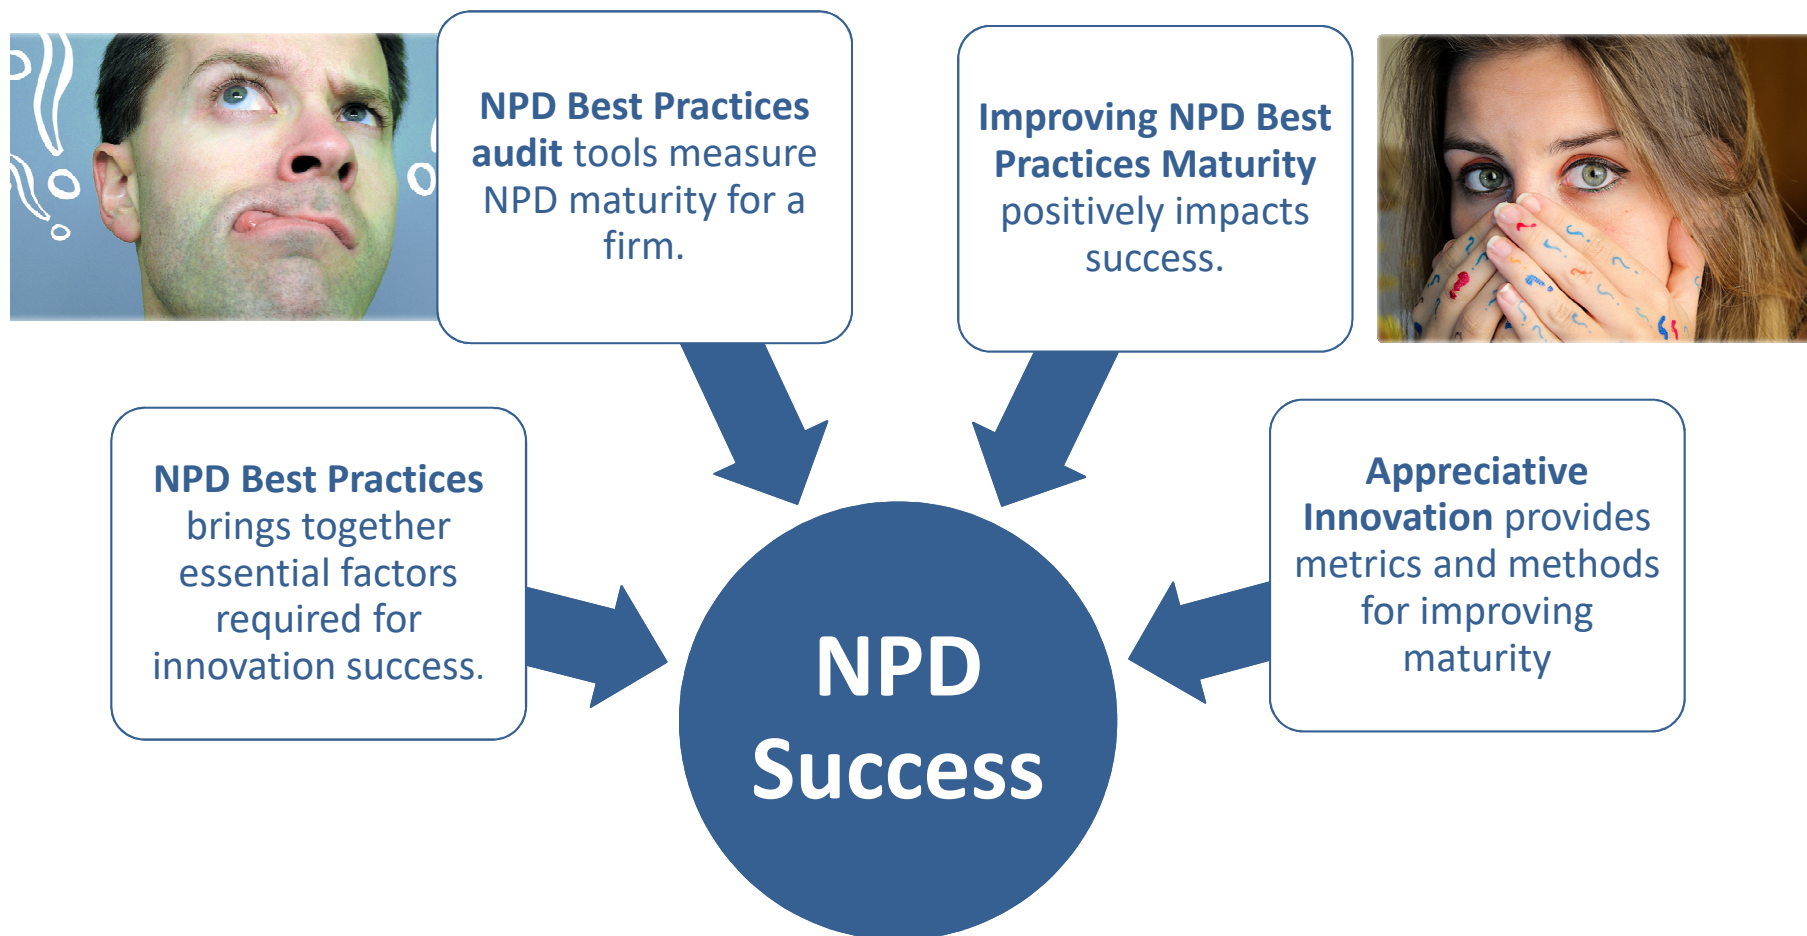 NPD Best Practices
audit tools measure
NPD maturity for a
firm.
Improving NPD Best
Practices Maturity
positively impacts
success.
NPD Best Practices
brings together
essential factors
required for
innovation success.
Appreciative
Innovation provides
metrics and methods
for improving
maturity
NPD
Success